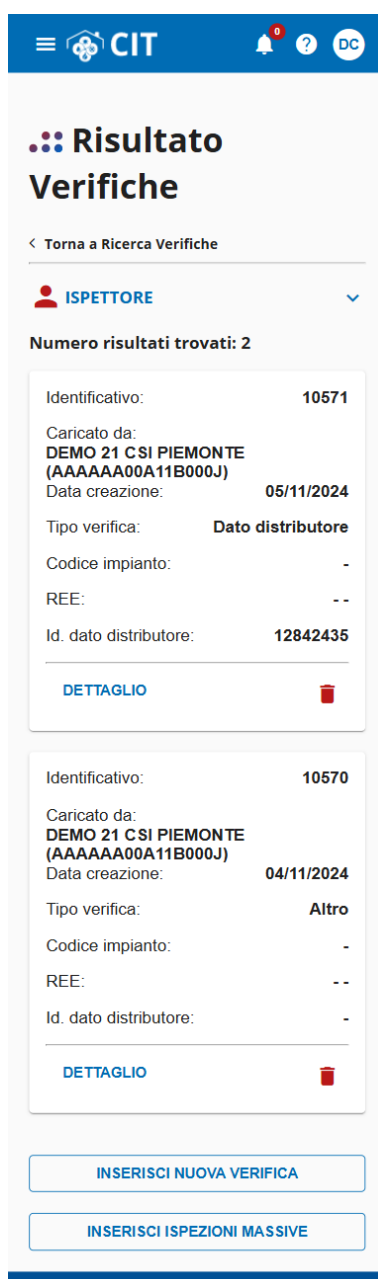 CIT
0
?
DC
Risultato
Verifiche
< Torna a Ricerca Verifiche
ISPETTORE
Numero risultati trovati: 2
Identificativo: 10571
Caricato da:
DEMO 21 CSI PIEMONTE
(AAAAAA00A11B000J)
Data creazione: 05/11/2024
Tipo verifica: Dato distributore
Codice impianto: -
REE: - -
Id. dato distributore: 12842435
DETTAGLIO
Identificativo: 10570
Caricato da:
DEMO 21 CSI PIEMONTE
(AAAAAA00A11B000J)
Data creazione: 04/11/2024
Tipo verifica: Altro
Codice impianto: -
REE: - -
Id. dato distributore: -
DETTAGLIO
INSERISCI NUOVA VERIFICA
INSERISCI ISPEZIONI MASSIVE